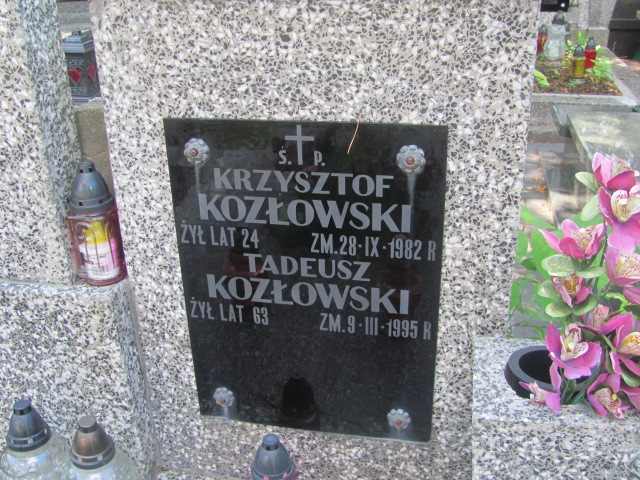 Ś. P.
KRZYSZTOF
KOZŁOWSKI
ŻYŁ LAT 24 ZM. 28-IX-1982 R
TADEUSZ
KOZŁOWSKI
ŻYŁ LAT 63 ZM. 9-III-1995 R